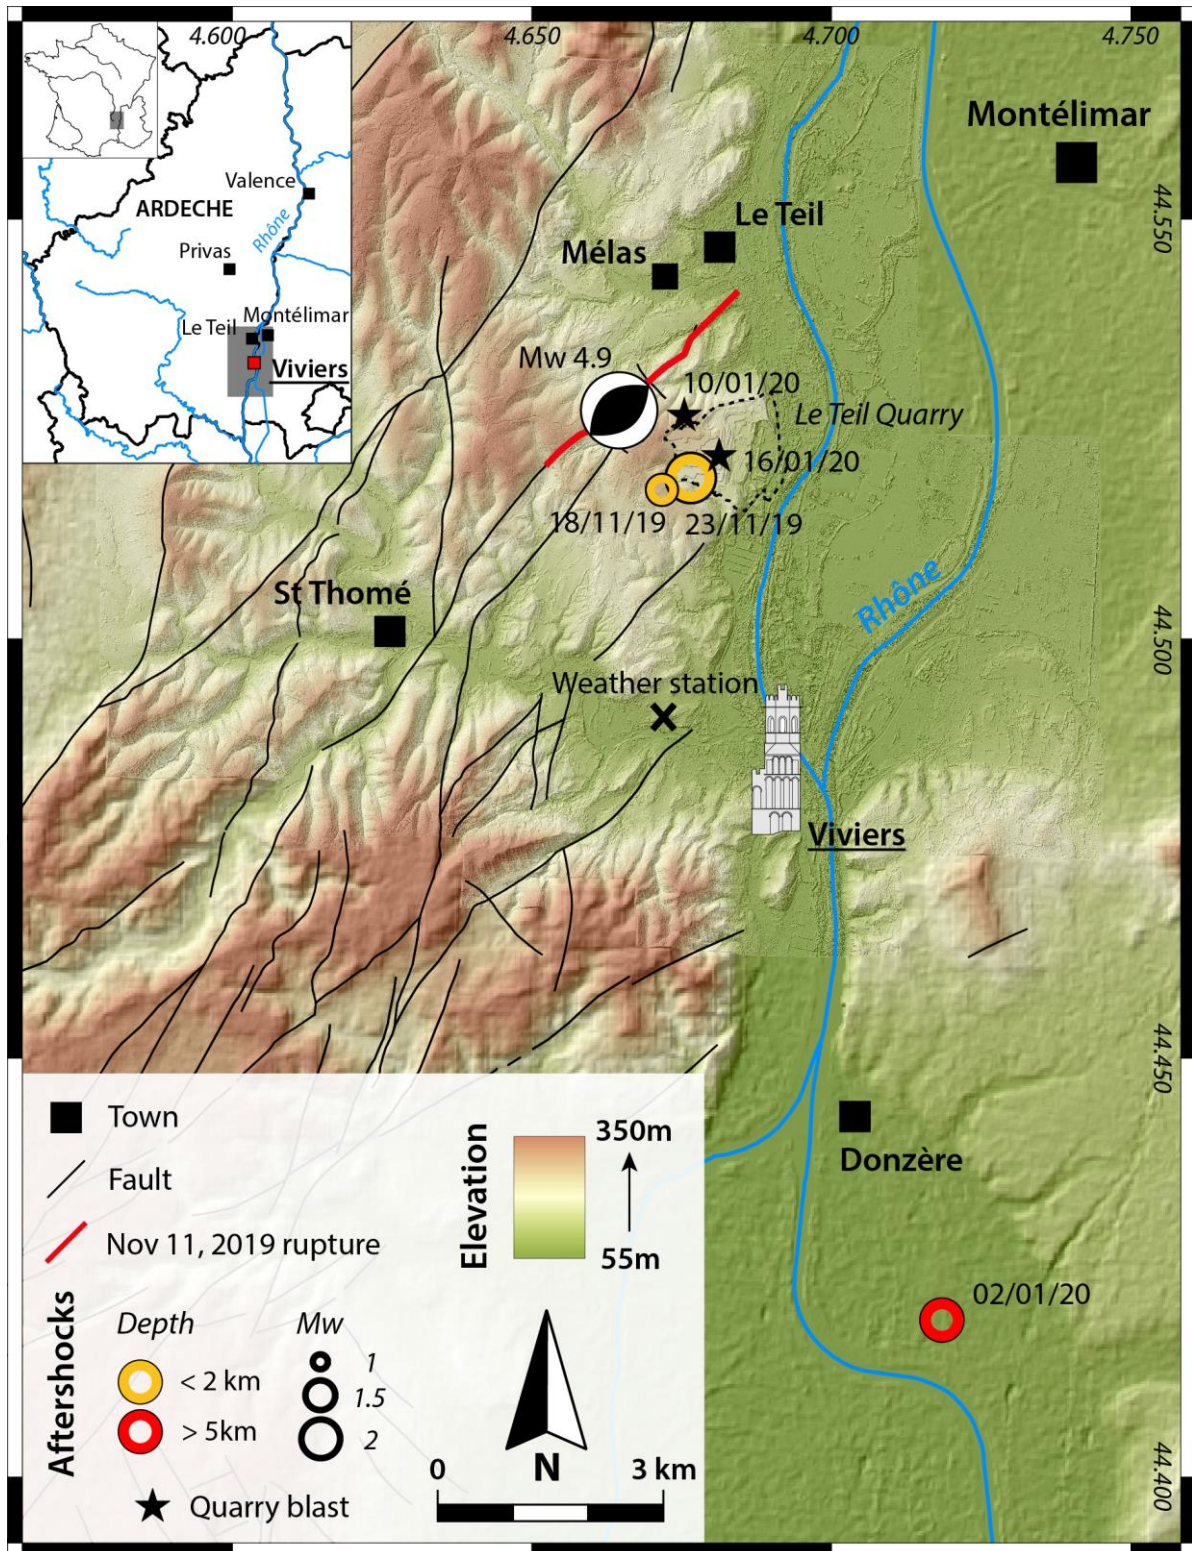 4.600
4.650
4.700
4.750
Valence
ARDECHE
Rhône
Privas
Le Teil
Montélimar
Viviers
Montélimar
44.550
Le Teil
Mélas
Mw 4.9
10/01/20
Le Teil Quarry
16/01/20
18/11/19
23/11/19
St Thomé
Rhône
44.500
Weather station
Viviers
44.450
Donzère
02/01/20
44.400
Town
Fault
Nov 11, 2019 rupture
Elevation
350m
55m
Aftershocks
Depth
Mw
< 2 km
> 5km
1
1.5
2
Quarry blast
N
0
3 km